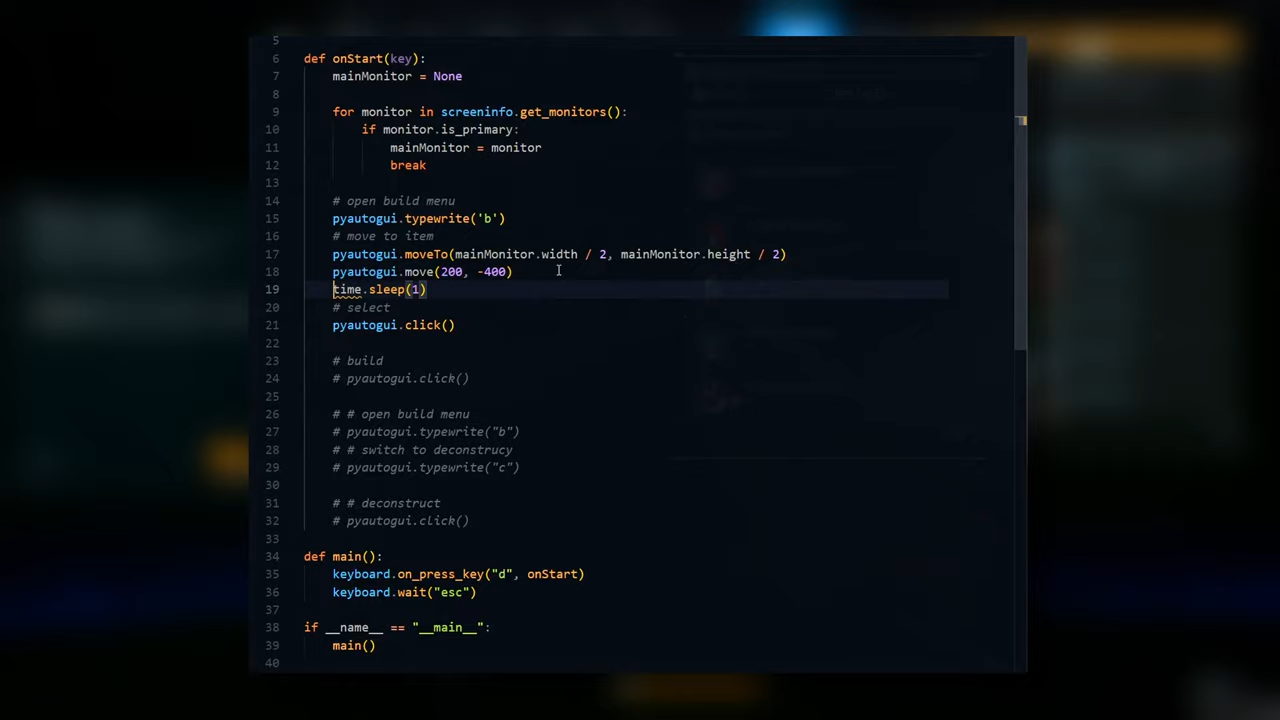 5
6 def onStart(key):
7 mainMonitor = None
8
9 for monitor in screeninfo.get_monitors():
10 if monitor.is_primary:
11 mainMonitor = monitor
12 break
13
14 # open build menu
15 pyautogui.typewrite('b')
16 # move to item
17 pyautogui.moveTo(mainMonitor.width / 2, mainMonitor.height / 2)
18 pyautogui.move(200, -400)
19 time.sleep(1)
20 # select
21 pyautogui.click()
22
23 # build
24 # pyautogui.click()
25
26 # # open build menu
27 # pyautogui.typewrite("b")
28 # # switch to deconstrucy
29 # pyautogui.typewrite("c")
30
31 # # deconstruct
32 # pyautogui.click()
33
34 def main():
35 keyboard.on_press_key("d", onStart)
36 keyboard.wait("esc")
37
38 if __name__ == "__main__":
39 main()
40